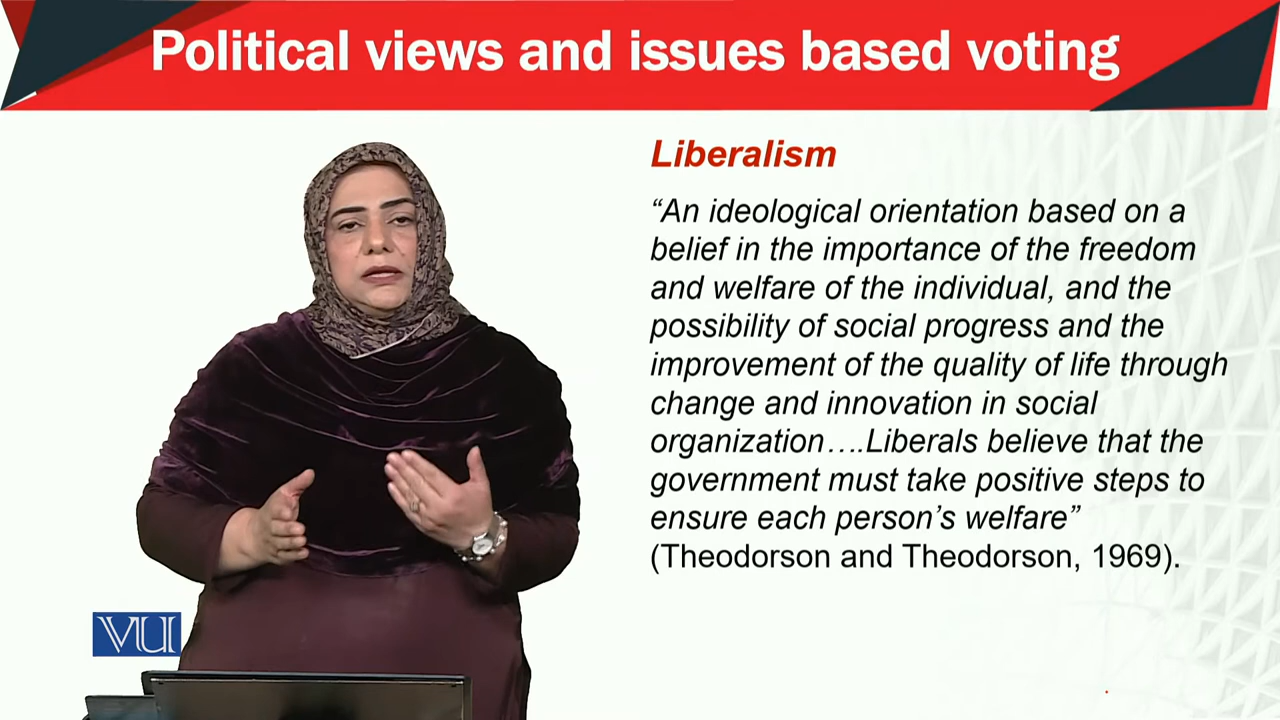 Political views and issues based voting
Liberalism
“An ideological orientation based on a
belief in the importance of the freedom
and welfare of the individual, and the
possibility of social progress and the
improvement of the quality of life through
change and innovation in social
organization….Liberals believe that the
government must take positive steps to
ensure each person’s welfare”
(Theodorson and Theodorson, 1969).
VU